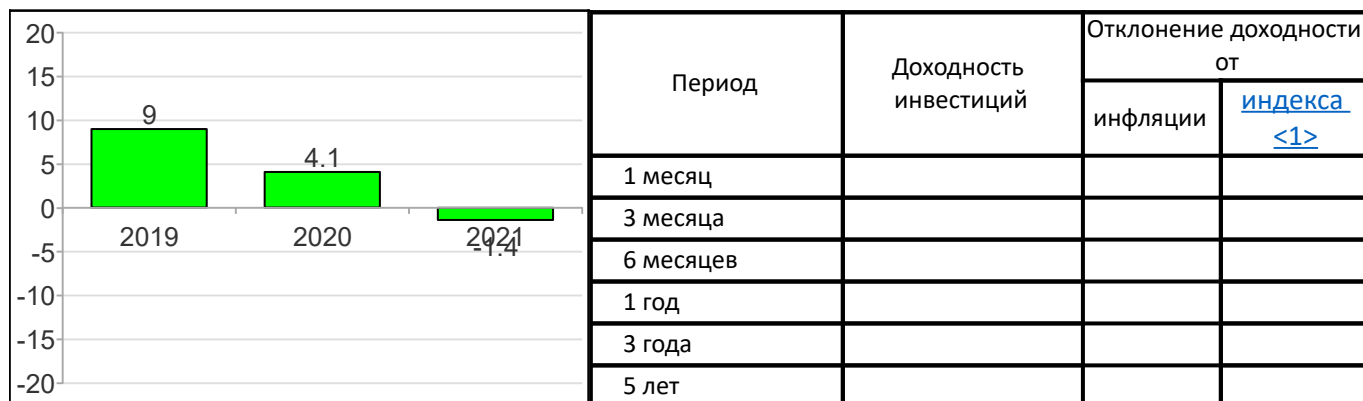 20
15
10
5
0
-5
-10
-15
-20
9
4.1
-1.4
2019
2020
2021
Период
Доходность
инвестиций
Отклонение доходности
от
инфляции
индекса
<1>
1 месяц
3 месяца
6 месяцев
1 год
3 года
5 лет